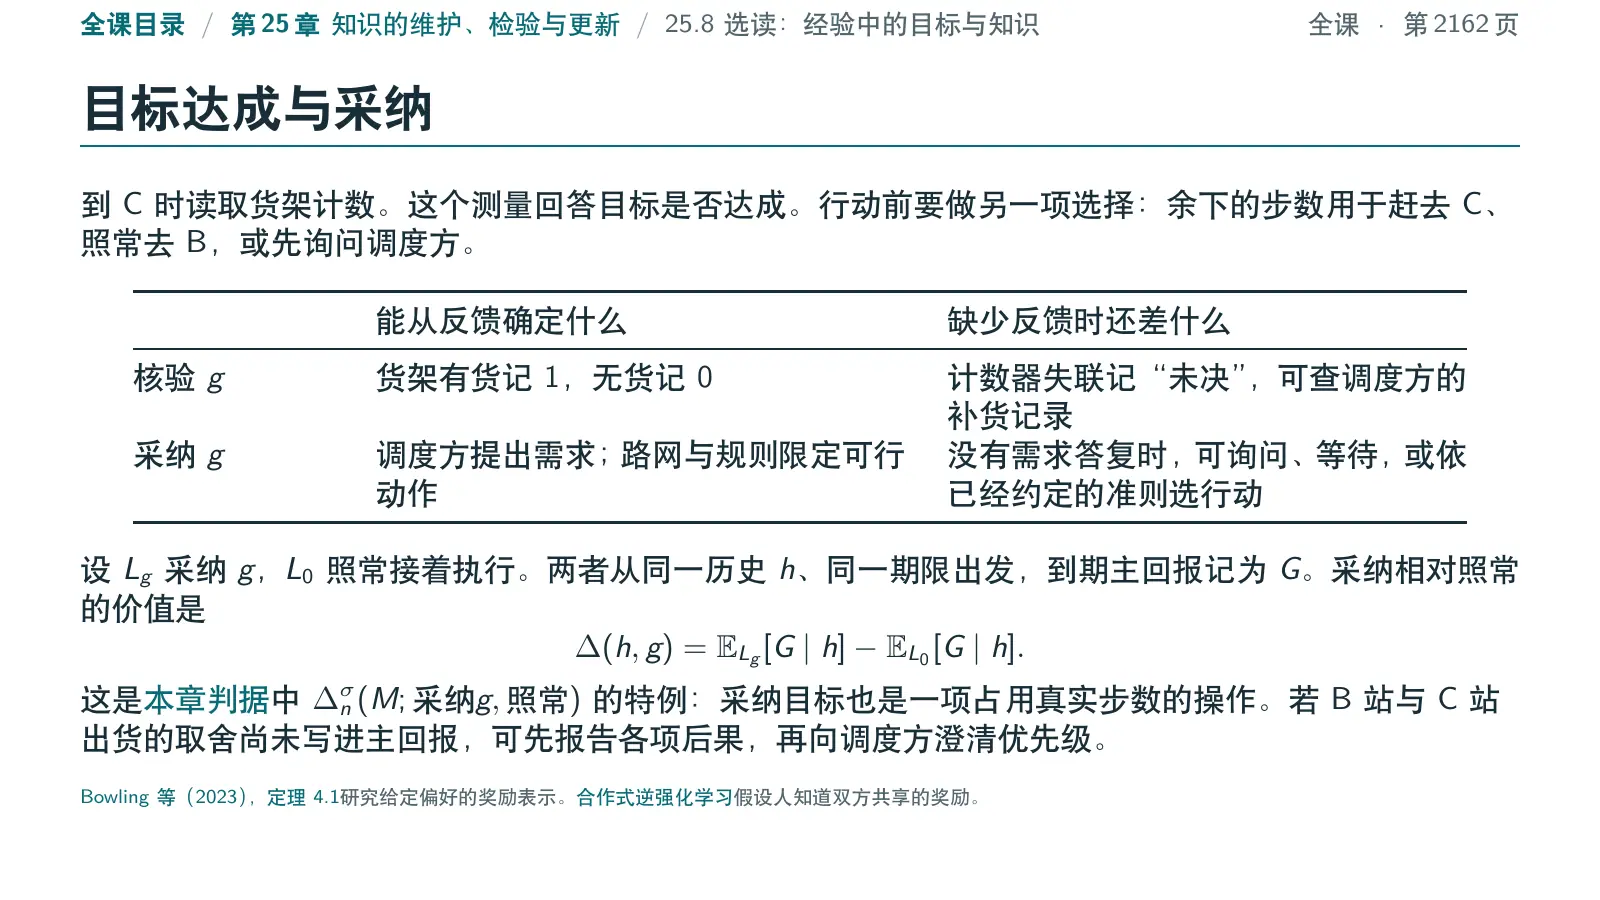 全课目录 / 第 25 章 知识的维护、检验与更新 / 25.8 选读：经验中的目标与知识 全课 · 第 2162 页
目标达成与采纳
到 C 时读取货架计数。这个测量回答目标是否达成。行动前要做另一项选择：余下的步数用于赶去 C、
照常去 B，或先询问调度方。
能从反馈确定什么 缺少反馈时还差什么
核验 g 货架有货记 1，无货记 0 计数器失联记“未决”，可查调度方的
补货记录
采纳 g 调度方提出需求；路网与规则限定可行 没有需求答复时，可询问、等待，或依
动作 已经约定的准则选行动
设 L_g 采纳 g，L_0 照常接着执行。两者从同一历史 h、同一期限出发，到期主回报记为 G。采纳相对照常
的价值是
Δ(h, g) = 𝔼_{L_g}[G | h] − 𝔼_{L_0}[G | h].
这是本章判据中 Δ_n^σ(M; 采纳g, 照常) 的特例：采纳目标也是一项占用真实步数的操作。若 B 站与 C 站
出货的取舍尚未写进主回报，可先报告各项后果，再向调度方澄清优先级。
Bowling 等（2023），定理 4.1研究给定偏好的奖励表示。合作式逆强化学习假设人知道双方共享的奖励。